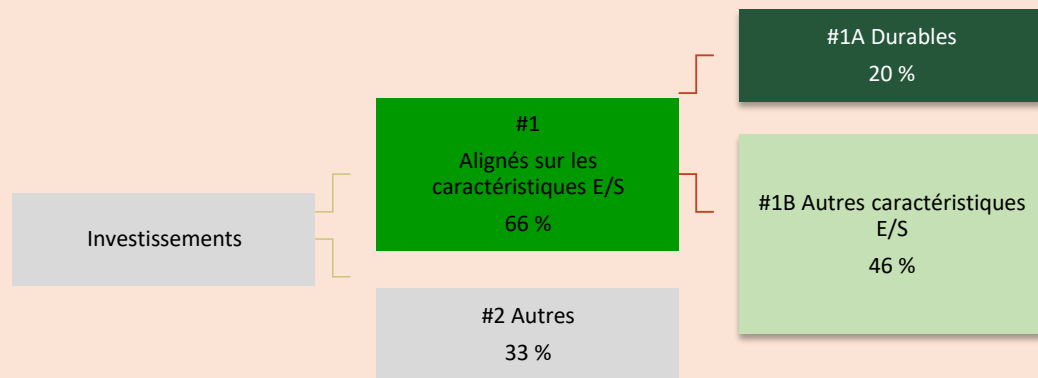 Investissements
#1
Alignés sur les
caractéristiques E/S
66 %
#2 Autres
33 %
#1A Durables
20 %
#1B Autres caractéristiques
E/S
46 %